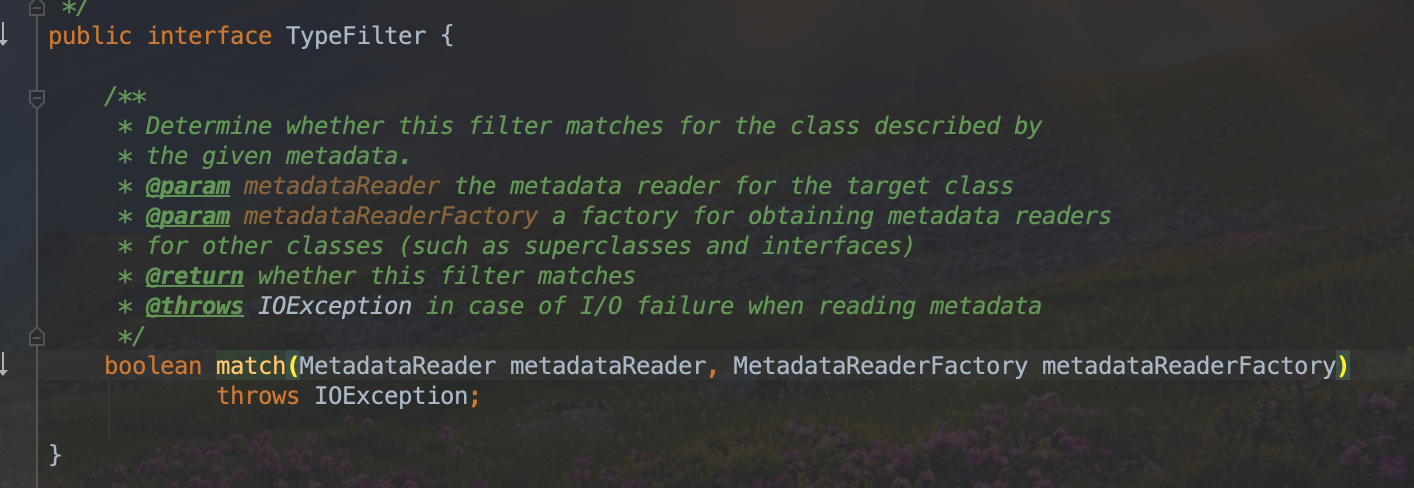 */
public interface TypeFilter {
/**
* Determine whether this filter matches for the class described by
* the given metadata.
* @param metadataReader the metadata reader for the target class
* @param metadataReaderFactory a factory for obtaining metadata readers
* for other classes (such as superclasses and interfaces)
* @return whether this filter matches
* @throws IOException in case of I/O failure when reading metadata
*/
boolean match(MetadataReader metadataReader, MetadataReaderFactory metadataReaderFactory)
throws IOException;
}